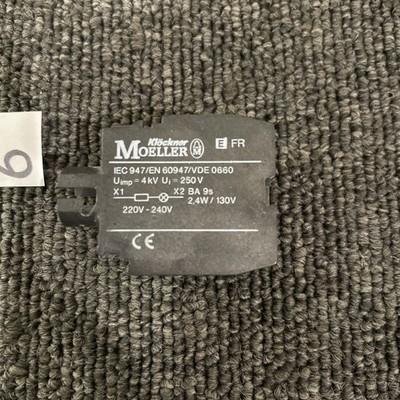 Klöckner
MOELLER M
E FR
IEC 947/EN 60947/VDE 0660
Uimp = 4kV Ui = 250V
X1 X2 BA 9s
2,4W / 130V
220V - 240V
CE
6